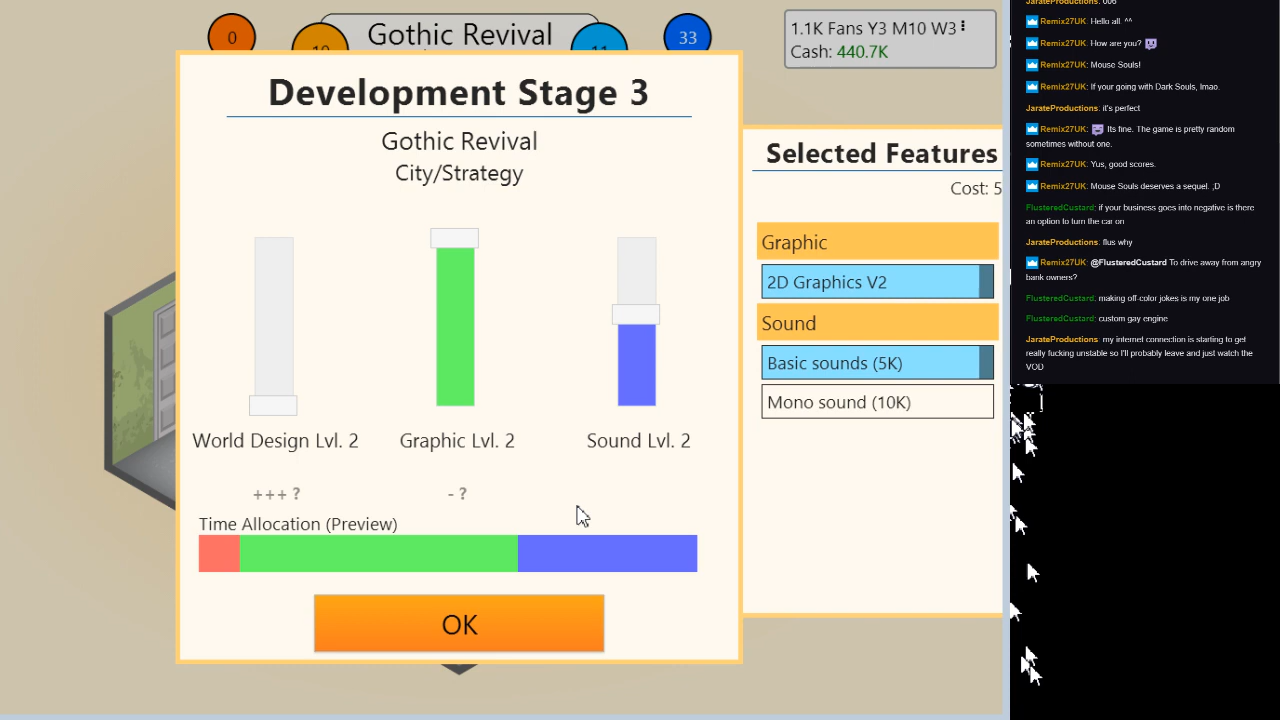 0
Gothic Revival
33
1.1K Fans Y3 M10 W3
Cash: 440.7K
Development Stage 3
Gothic Revival
City/Strategy
World Design Lvl. 2
Graphic Lvl. 2
Sound Lvl. 2
+++ ?
- ?
Time Allocation (Preview)
OK
Selected Features
Cost: 5
Graphic
2D Graphics V2
Sound
Basic sounds (5K)
Mono sound (10K)
Remix27UK: Hello all. ^^
Remix27UK: How are you?
Remix27UK: Mouse Souls!
Remix27UK: If your going with Dark Souls, lmao.
JarateProductions: it's perfect
Remix27UK: Its fine. The game is pretty random
sometimes without one.
Remix27UK: Yus, good scores.
Remix27UK: Mouse Souls deserves a sequel. ;D
FlusteredCustard: if your business goes into negative is there
an option to turn the car on
JarateProductions: flus why
Remix27UK: @FlusteredCustard To drive away from angry
bank owners?
FlusteredCustard: making off-color jokes is my one job
FlusteredCustard: custom gay engine
JarateProductions: my internet connection is starting to get
really fucking unstable so I'll probably leave and just watch the
VOD